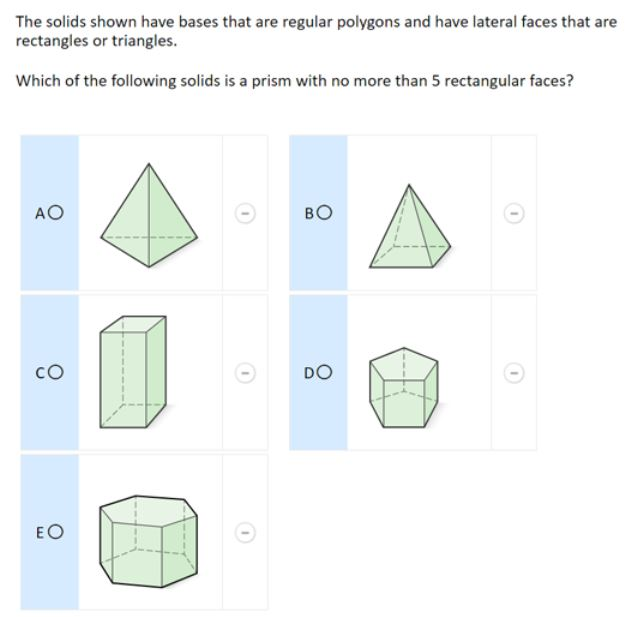 The solids shown have bases that are regular polygons and have lateral faces that are
rectangles or triangles.
Which of the following solids is a prism with no more than 5 rectangular faces?
A
B
C
D
E